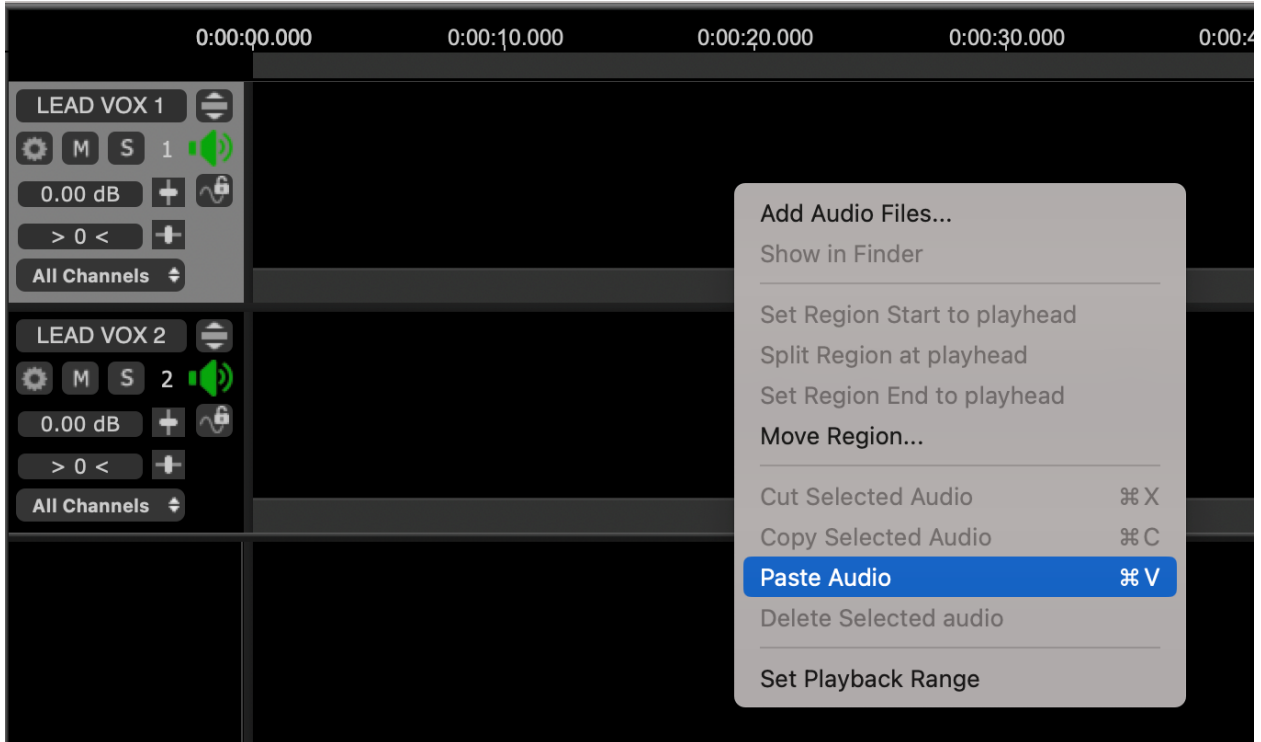 0:00:00.000 0:00:10.000 0:00:20.000 0:00:30.000 0:00:4
LEAD VOX 1
M S 1
0.00 dB
> 0 <
All Channels
LEAD VOX 2
M S 2
0.00 dB
> 0 <
All Channels
Add Audio Files...
Show in Finder
Set Region Start to playhead
Split Region at playhead
Set Region End to playhead
Move Region...
Cut Selected Audio ⌘ X
Copy Selected Audio ⌘ C
Paste Audio ⌘ V
Delete Selected audio
Set Playback Range